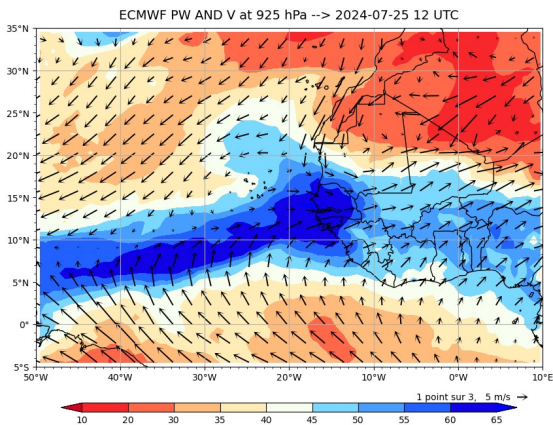 ECMWF PW AND V at 925 hPa --> 2024-07-25 12 UTC
35°N
30°N
25°N
20°N
15°N
10°N
5°N
0°
5°S
50°W 40°W 30°W 20°W 10°W 0°W 10°E
1 point sur 3, 5 m/s
10 20 30 35 40 45 50 55 60 65